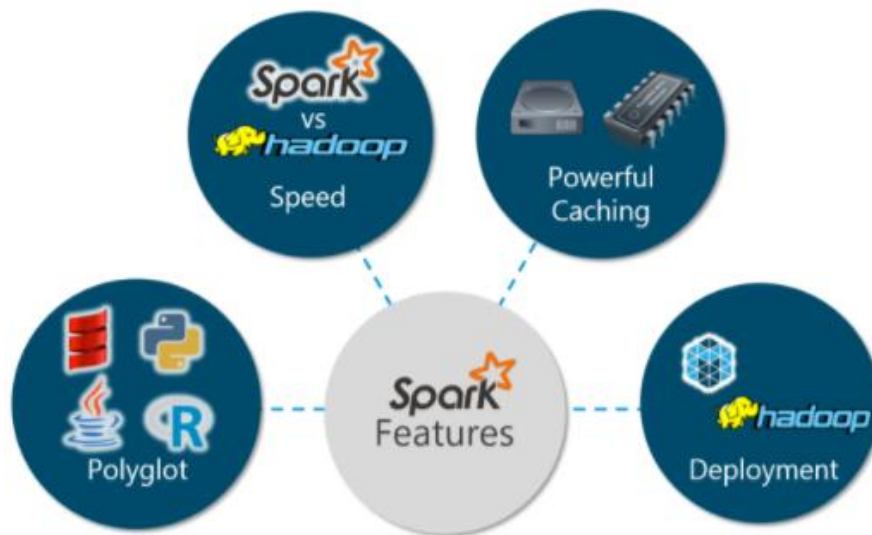 Spark
vs
hadoop
Speed
Powerful
Caching
R
Polyglot
Spark
Features
hadoop
Deployment